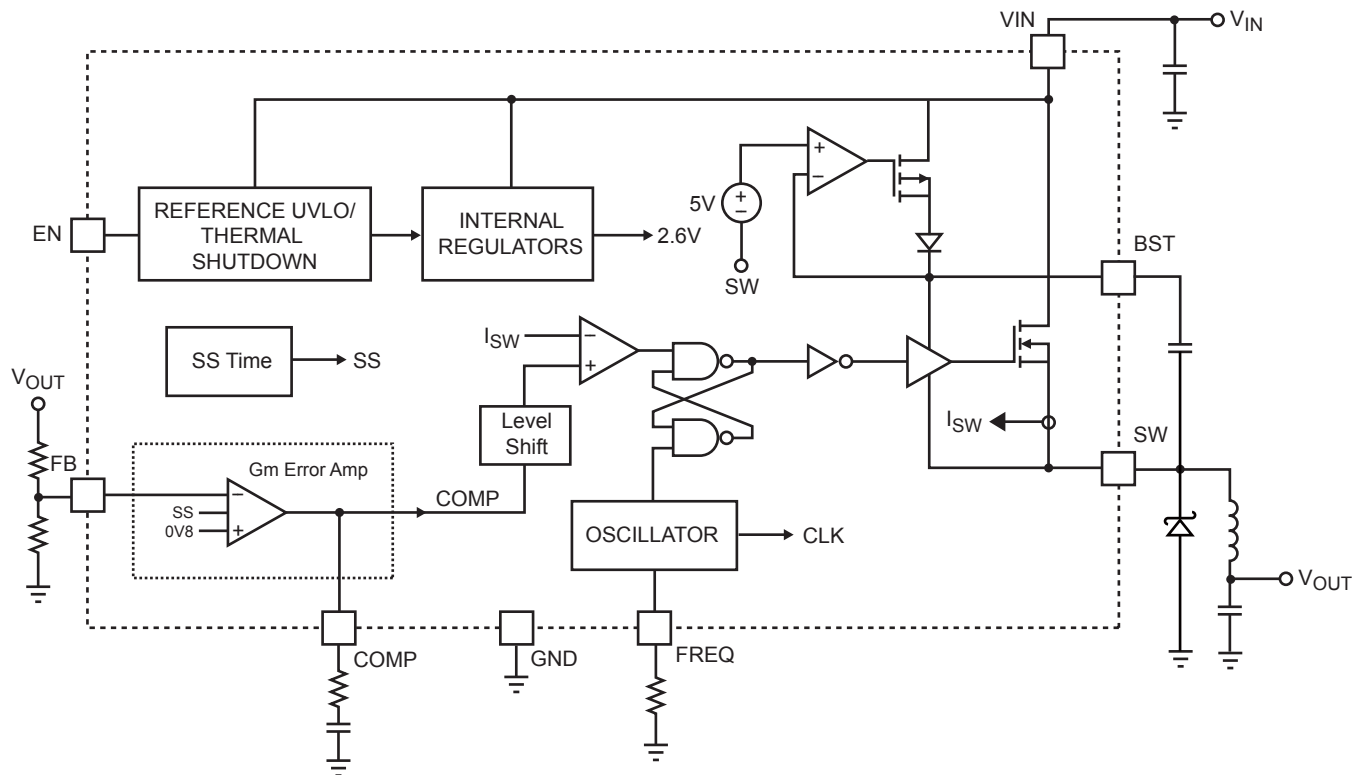 VIN
V_IN
EN
REFERENCE UVLO/
THERMAL
SHUTDOWN
INTERNAL
REGULATORS
2.6V
5V
+
−
SW
+
−
BST
SS Time
SS
I_SW
−
+
Level
Shift
I_SW
SW
V_OUT
FB
Gm Error Amp
−
SS
0V8
+
COMP
OSCILLATOR
CLK
V_OUT
COMP
GND
FREQ